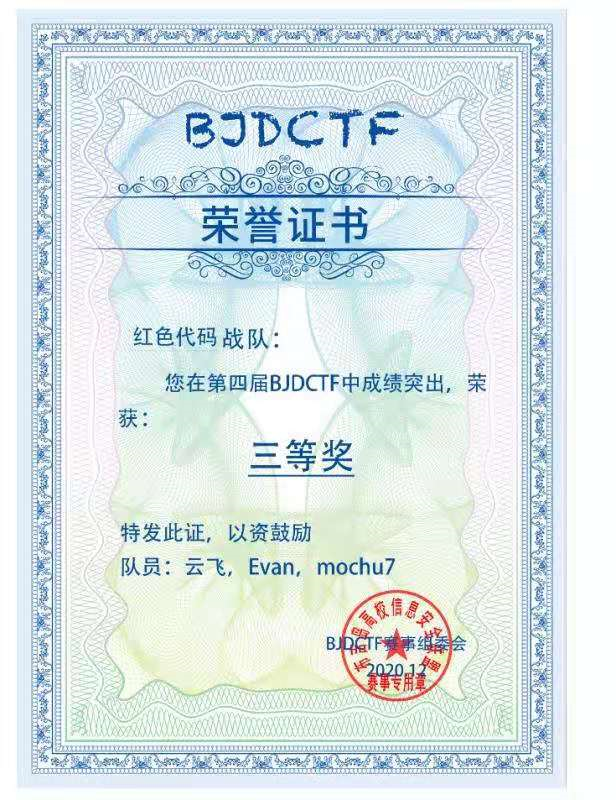 BJDCTF
荣誉证书
红色代码 战队：
您在第四届BJDCTF中成绩突出，荣
获：
三等奖
特发此证，以资鼓励
队员：云飞，Evan，mochu7
BJDCTF赛事组委会
2020.12
高校信息安全
赛事专用章